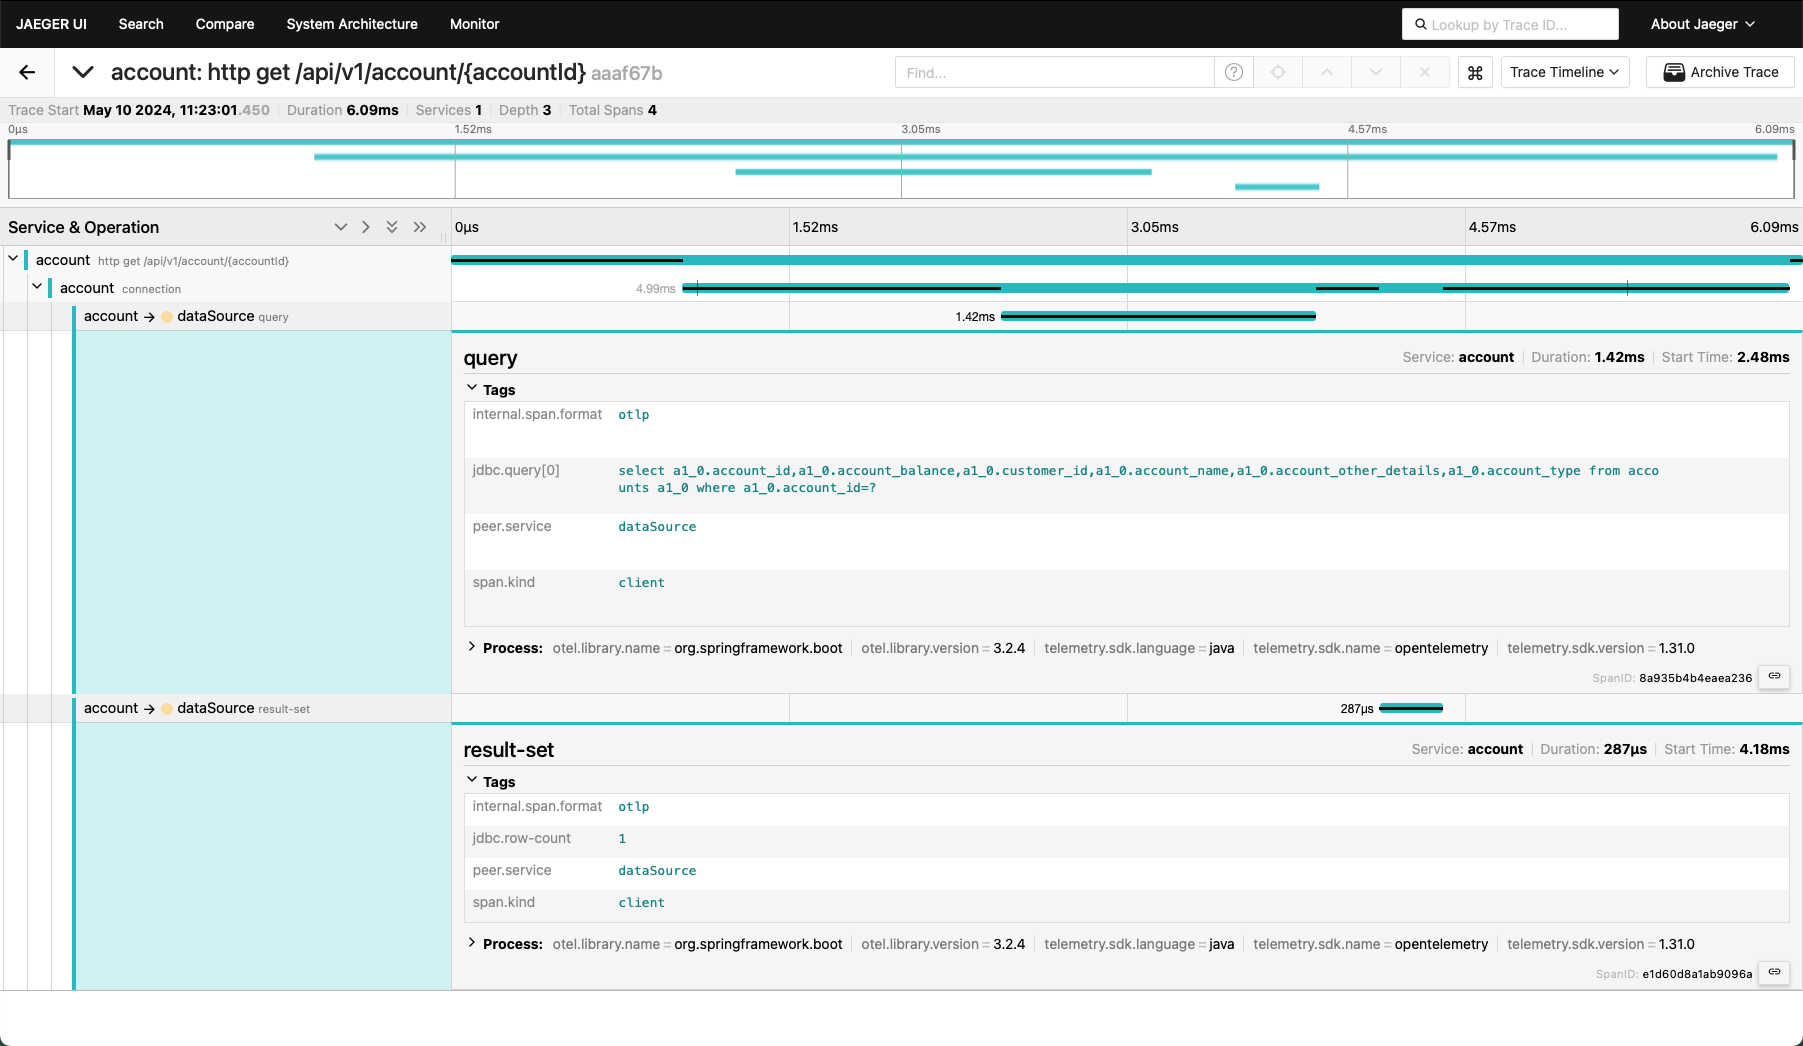 JAEGER UI Search Compare System Architecture Monitor Lookup by Trace ID... About Jaeger
account: http get /api/v1/account/{accountId} aaaf67b Find... ? ⌘ Trace Timeline Archive Trace
Trace Start May 10 2024, 11:23:01.450 Duration 6.09ms Services 1 Depth 3 Total Spans 4
0μs 1.52ms 3.05ms 4.57ms 6.09ms
Service & Operation 0μs 1.52ms 3.05ms 4.57ms 6.09ms
account http get /api/v1/account/{accountId}
account connection 4.99ms
account → dataSource query 1.42ms
query Service: account Duration: 1.42ms Start Time: 2.48ms
Tags
internal.span.format otlp
jdbc.query[0] select a1_0.account_id,a1_0.account_balance,a1_0.customer_id,a1_0.account_name,a1_0.account_other_details,a1_0.account_type from acco
unts a1_0 where a1_0.account_id=?
peer.service dataSource
span.kind client
Process: otel.library.name = org.springframework.boot otel.library.version = 3.2.4 telemetry.sdk.language = java telemetry.sdk.name = opentelemetry telemetry.sdk.version = 1.31.0
SpanID: 8a935b4b4eaea236
account → dataSource result-set 287μs
result-set Service: account Duration: 287μs Start Time: 4.18ms
Tags
internal.span.format otlp
jdbc.row-count 1
peer.service dataSource
span.kind client
Process: otel.library.name = org.springframework.boot otel.library.version = 3.2.4 telemetry.sdk.language = java telemetry.sdk.name = opentelemetry telemetry.sdk.version = 1.31.0
SpanID: e1d60d8a1ab9096a